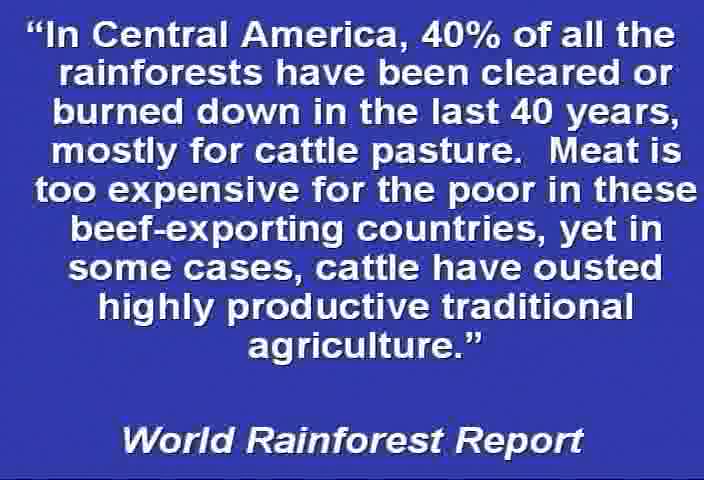 “In Central America, 40% of all the
rainforests have been cleared or
burned down in the last 40 years,
mostly for cattle pasture.  Meat is
too expensive for the poor in these
beef-exporting countries, yet in
some cases, cattle have ousted
highly productive traditional
agriculture.”
World Rainforest Report